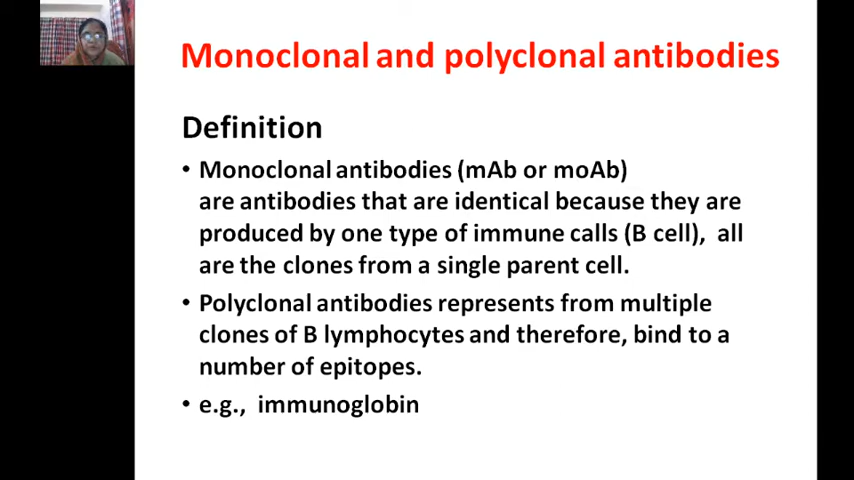 Monoclonal and polyclonal antibodies
Definition
• Monoclonal antibodies (mAb or moAb)
are antibodies that are identical because they are
produced by one type of immune calls (B cell), all
are the clones from a single parent cell.
• Polyclonal antibodies represents from multiple
clones of B lymphocytes and therefore, bind to a
number of epitopes.
• e.g., immunoglobin